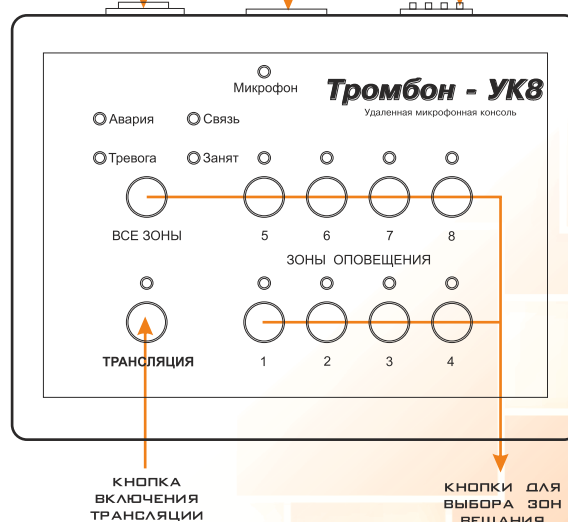 Микрофон
Тромбон - УК8
Удаленная микрофонная консоль
Авария Связь
Тревога Занят
ВСЕ ЗОНЫ 5 6 7 8
ЗОНЫ ОПОВЕЩЕНИЯ
ТРАНСЛЯЦИЯ 1 2 3 4
КНОПКА
ВКЛЮЧЕНИЯ
ТРАНСЛЯЦИИ
КНОПКИ ДЛЯ
ВЫБОРА ЗОН
ВЕЩАНИЯ